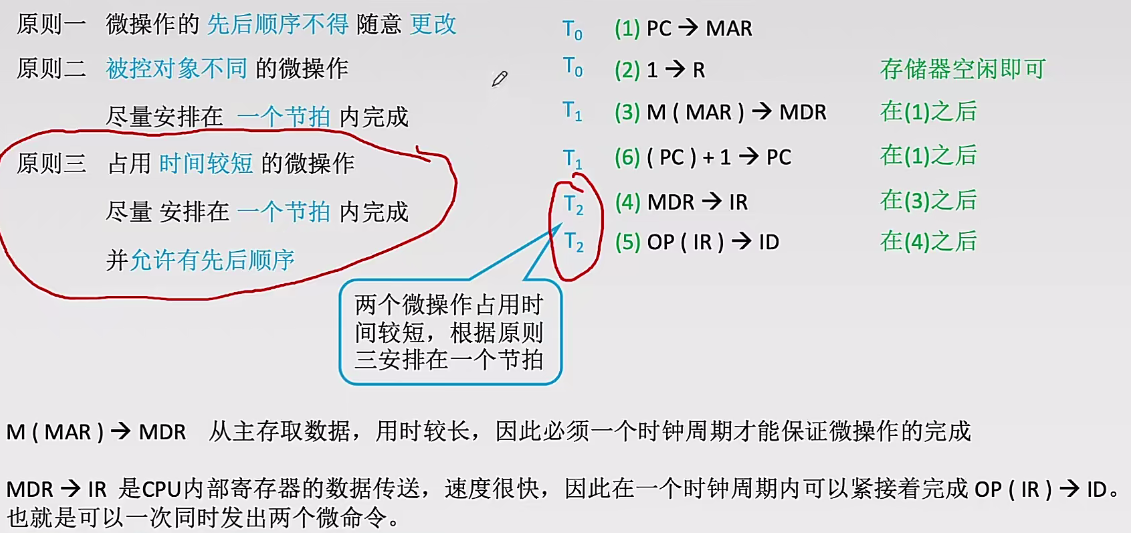 原则一 微操作的 先后顺序不得 随意 更改
原则二 被控对象不同 的微操作
尽量安排在 一个节拍 内完成
原则三 占用 时间较短 的微操作
尽量 安排在 一个节拍 内完成
并允许有先后顺序
T₀ (1) PC → MAR
T₀ (2) 1 → R 存储器空闲即可
T₁ (3) M ( MAR ) → MDR 在(1)之后
T₁ (6) ( PC ) + 1 → PC 在(1)之后
T₂ (4) MDR → IR 在(3)之后
T₂ (5) OP ( IR ) → ID 在(4)之后
两个微操作占用时
间较短，根据原则
三安排在一个节拍
M ( MAR ) → MDR 从主存取数据，用时较长，因此必须一个时钟周期才能保证微操作的完成
MDR → IR 是CPU内部寄存器的数据传送，速度很快，因此在一个时钟周期内可以紧接着完成 OP ( IR ) → ID。
也就是可以一次同时发出两个微命令。